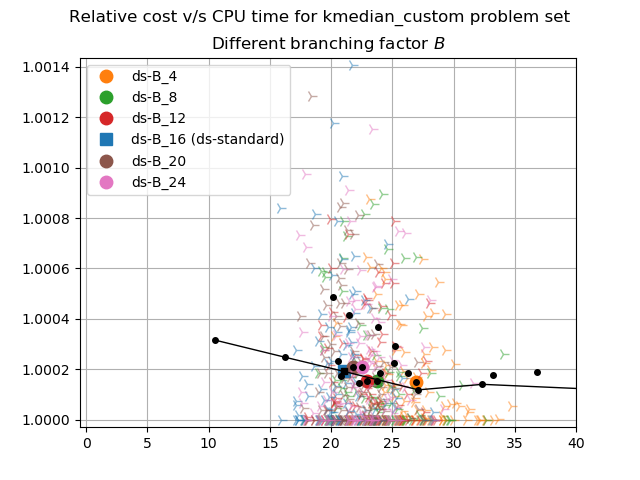 Relative cost v/s CPU time for kmedian_custom problem set
Different branching factor B
ds-B_4
ds-B_8
ds-B_12
ds-B_16 (ds-standard)
ds-B_20
ds-B_24
1.0014
1.0012
1.0010
1.0008
1.0006
1.0004
1.0002
1.0000
0 5 10 15 20 25 30 35 40